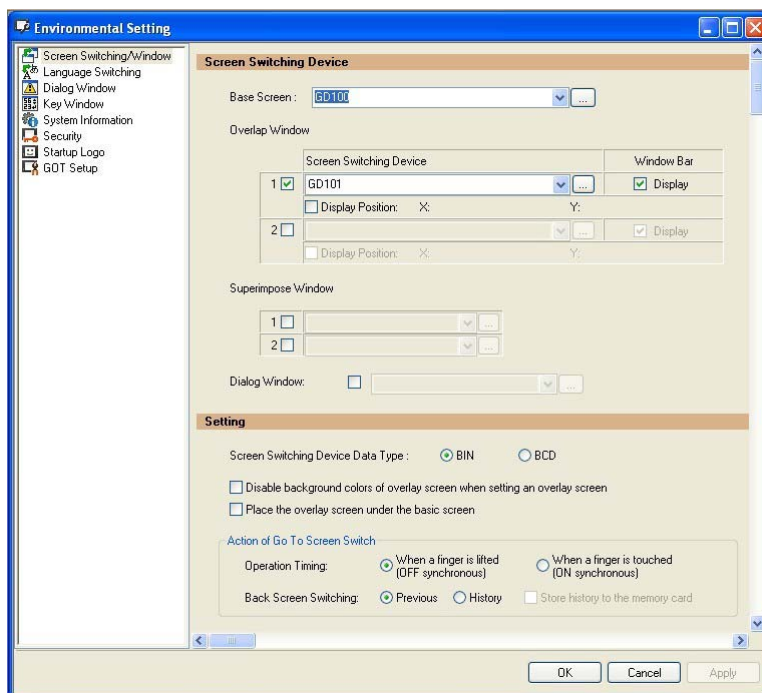 Environmental Setting
Screen Switching/Window
Language Switching
Dialog Window
Key Window
System Information
Security
Startup Logo
GOT Setup
Screen Switching Device
Base Screen : GD100 ...
Overlap Window
Screen Switching Device Window Bar
1 GD101 ... Display
Display Position: X: Y:
2 ... Display
Display Position: X: Y:
Superimpose Window
1 ...
2 ...
Dialog Window: ...
Setting
Screen Switching Device Data Type : BIN BCD
Disable background colors of overlay screen when setting an overlay screen
Place the overlay screen under the basic screen
Action of Go To Screen Switch
Operation Timing: When a finger is lifted (OFF synchronous) When a finger is touched (ON synchronous)
Back Screen Switching: Previous History Store history to the memory card
OK Cancel Apply